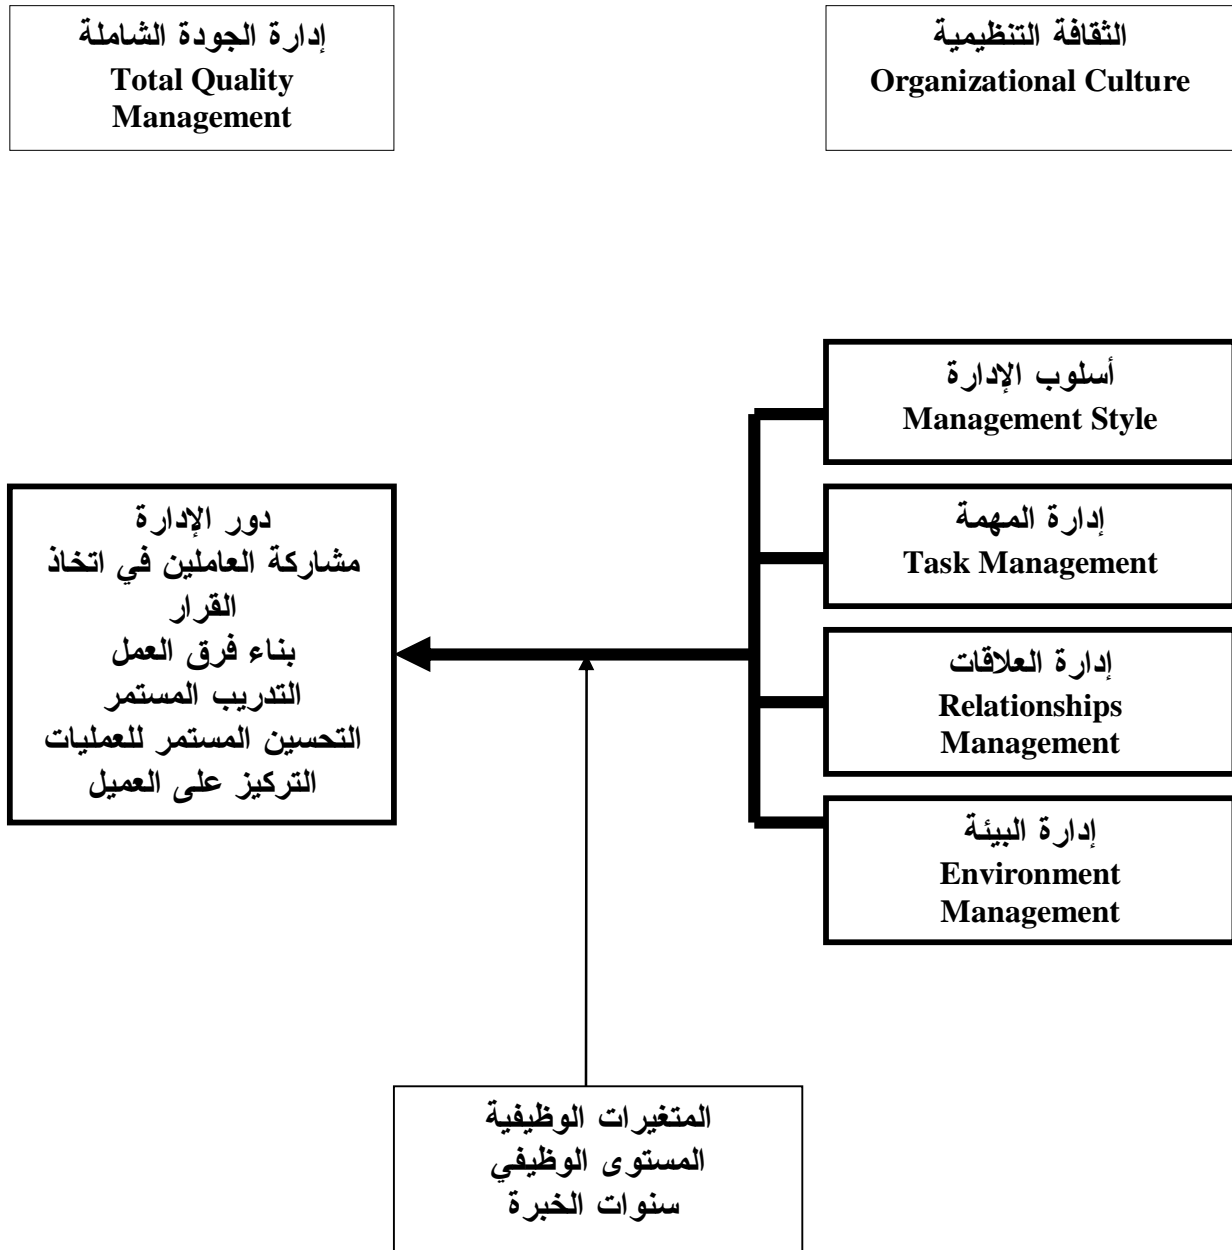 الثقافة التنظيمية
Organizational Culture
إدارة الجودة الشاملة
Total Quality
Management
أسلوب الإدارة
Management Style
إدارة المهمة
Task Management
إدارة العلاقات
Relationships
Management
إدارة البيئة
Environment
Management
دور الإدارة
مشاركة العاملين في اتخاذ
القرار
بناء فرق العمل
التدريب المستمر
التحسين المستمر للعمليات
التركيز على العميل
المتغيرات الوظيفية
المستوى الوظيفي
سنوات الخبرة